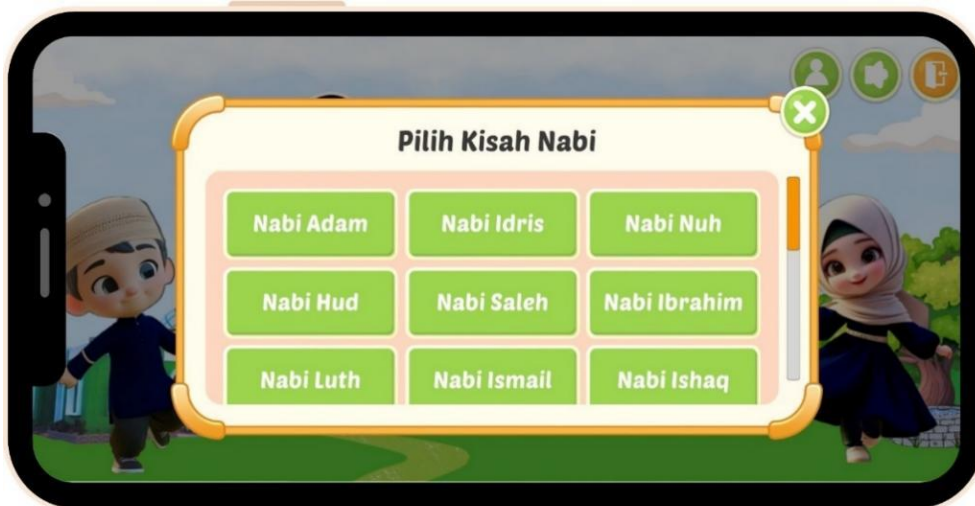 Pilih Kisah Nabi
Nabi Adam Nabi Idris Nabi Nuh
Nabi Hud Nabi Saleh Nabi Ibrahim
Nabi Luth Nabi Ismail Nabi Ishaq